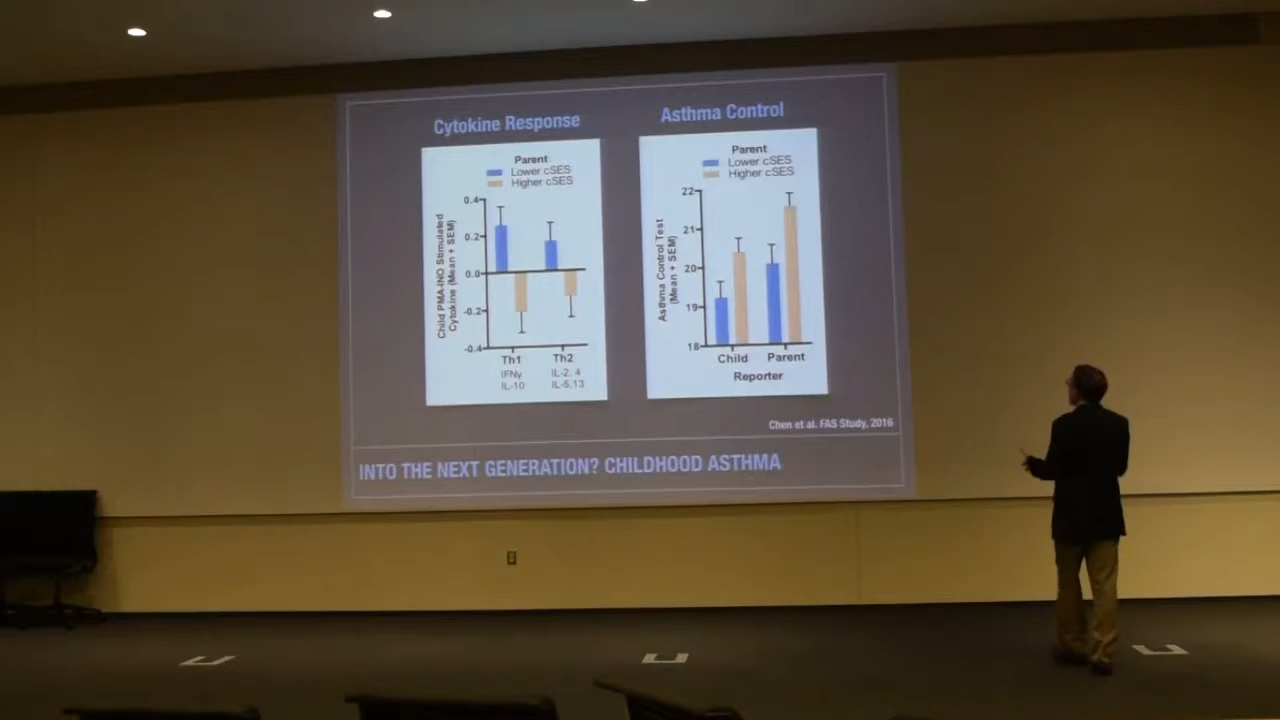 Cytokine Response
Parent
Lower cSES
Higher cSES
Child PMA-INO Stimulated
Cytokine (Mean + SEM)
0.4
0.2
0.0
-0.2
-0.4
Th1
Th2
IFNγ
IL-2, 4
IL-10
IL-5,13
Asthma Control
Parent
Lower cSES
Higher cSES
Asthma Control Test
(Mean + SEM)
22
21
20
19
18
Child
Parent
Reporter
Chen et al. FAS Study, 2016
INTO THE NEXT GENERATION? CHILDHOOD ASTHMA